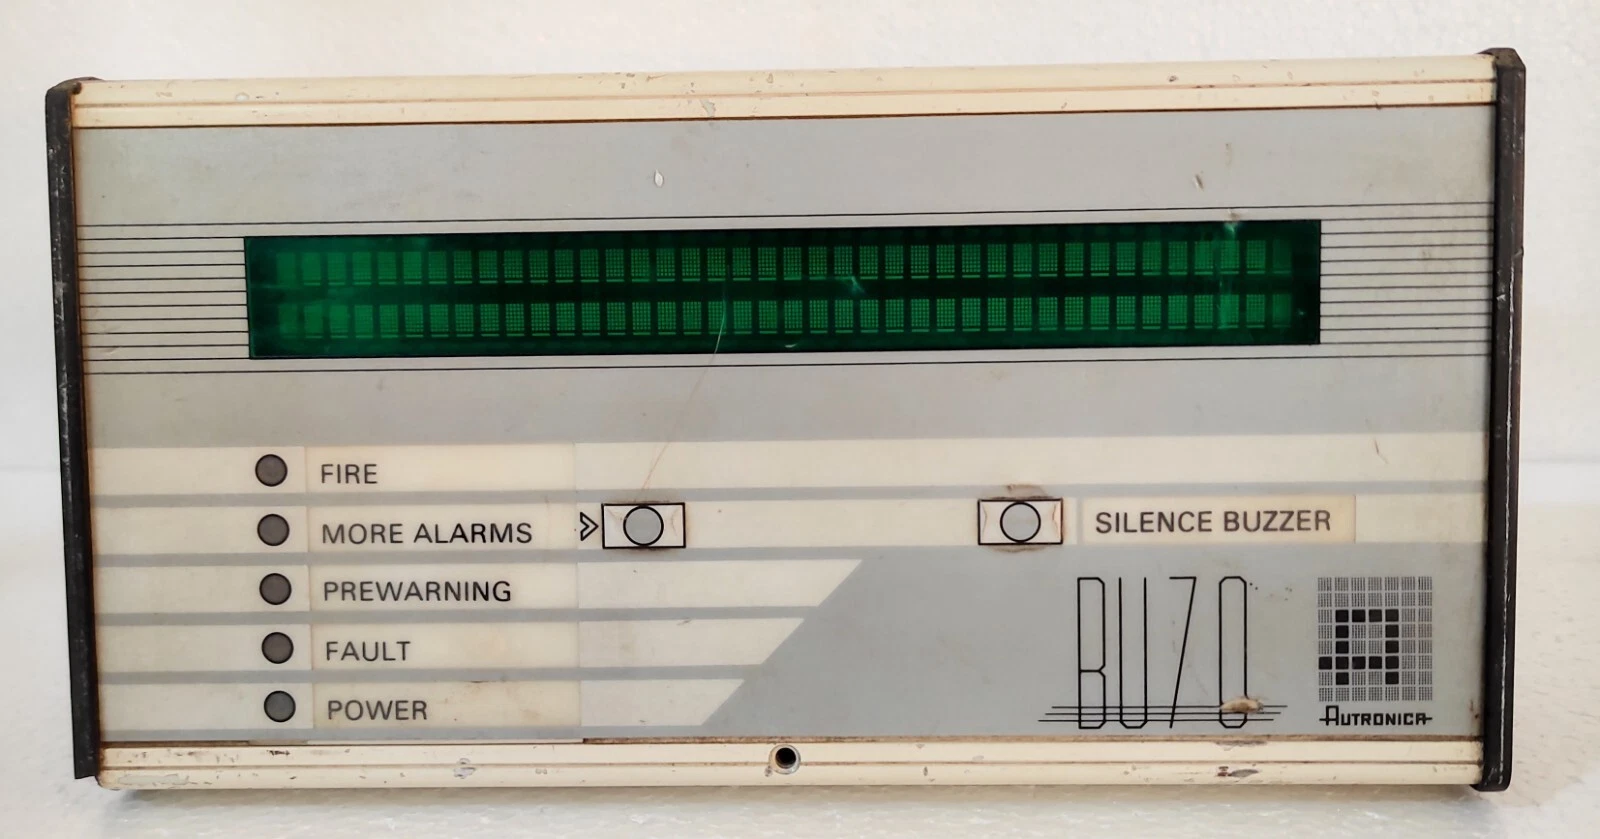 FIRE
MORE ALARMS
SILENCE BUZZER
PREWARNING
FAULT
POWER
BU70
AUTRONICA